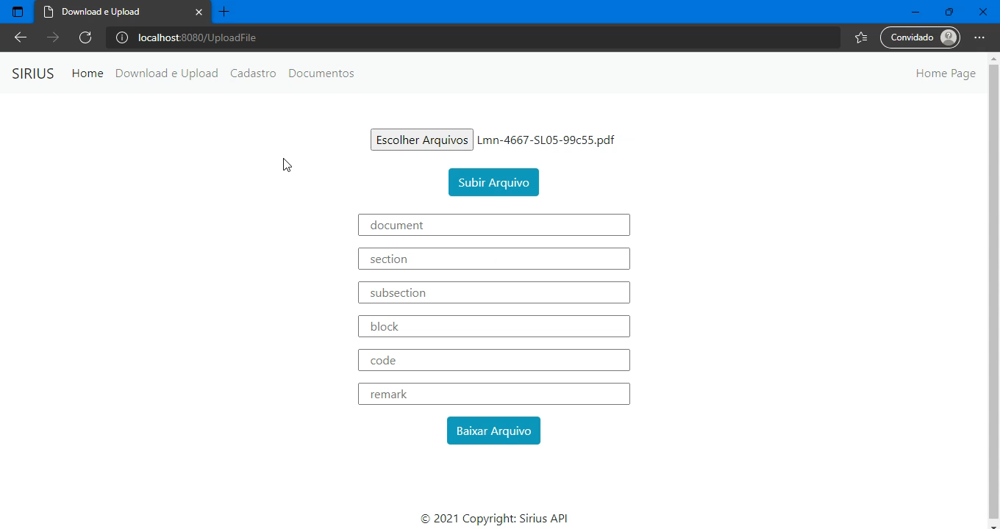 Download e Upload
localhost:8080/UploadFile
Convidado
SIRIUS Home Download e Upload Cadastro Documentos Home Page
Escolher Arquivos Lmn-4667-SL05-99c55.pdf
Subir Arquivo
document
section
subsection
block
code
remark
Baixar Arquivo
© 2021 Copyright: Sirius API